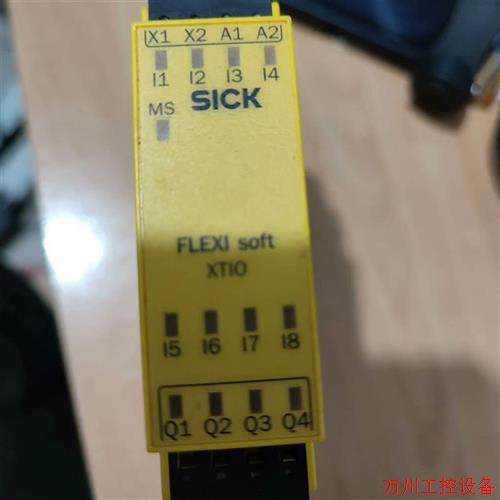 X1 X2 A1 A2
I1 I2 I3 I4
MS
SICK
FLEXI soft
XTIO
I5 I6 I7 I8
Q1 Q2 Q3 Q4
万州工控设备